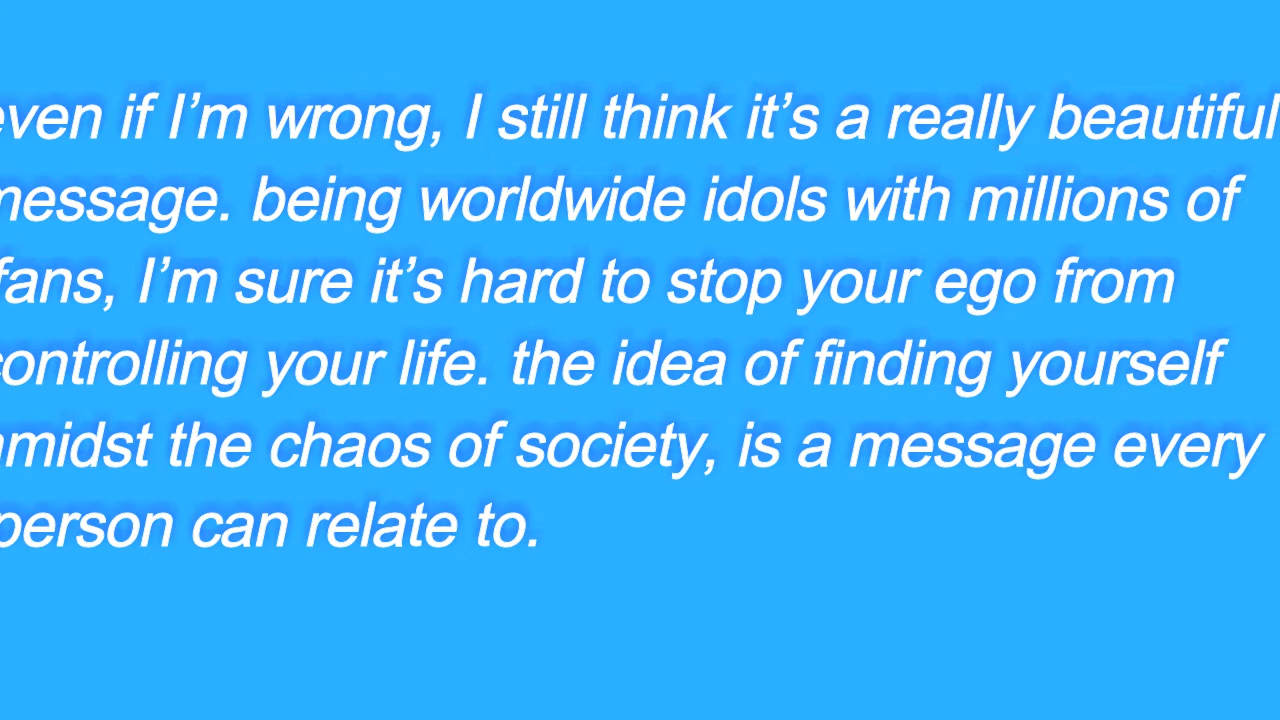 even if I’m wrong, I still think it’s a really beautiful
message. being worldwide idols with millions of
fans, I’m sure it’s hard to stop your ego from
controlling your life. the idea of finding yourself
amidst the chaos of society, is a message every
person can relate to.